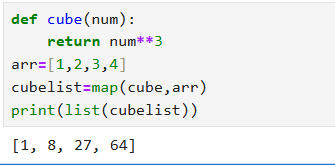 def cube(num):
    return num**3
arr=[1,2,3,4]
cubelist=map(cube,arr)
print(list(cubelist))
[1, 8, 27, 64]